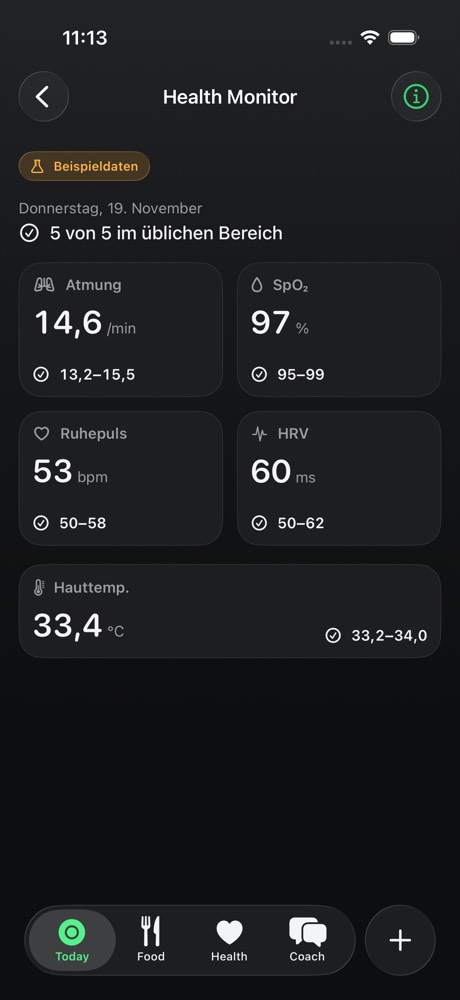 11:13
Health Monitor
Beispieldaten
Donnerstag, 19. November
5 von 5 im üblichen Bereich
Atmung
14,6 /min
13,2–15,5
SpO₂
97 %
95–99
Ruhepuls
53 bpm
50–58
HRV
60 ms
50–62
Hauttemp.
33,4 °C
33,2–34,0
Today
Food
Health
Coach